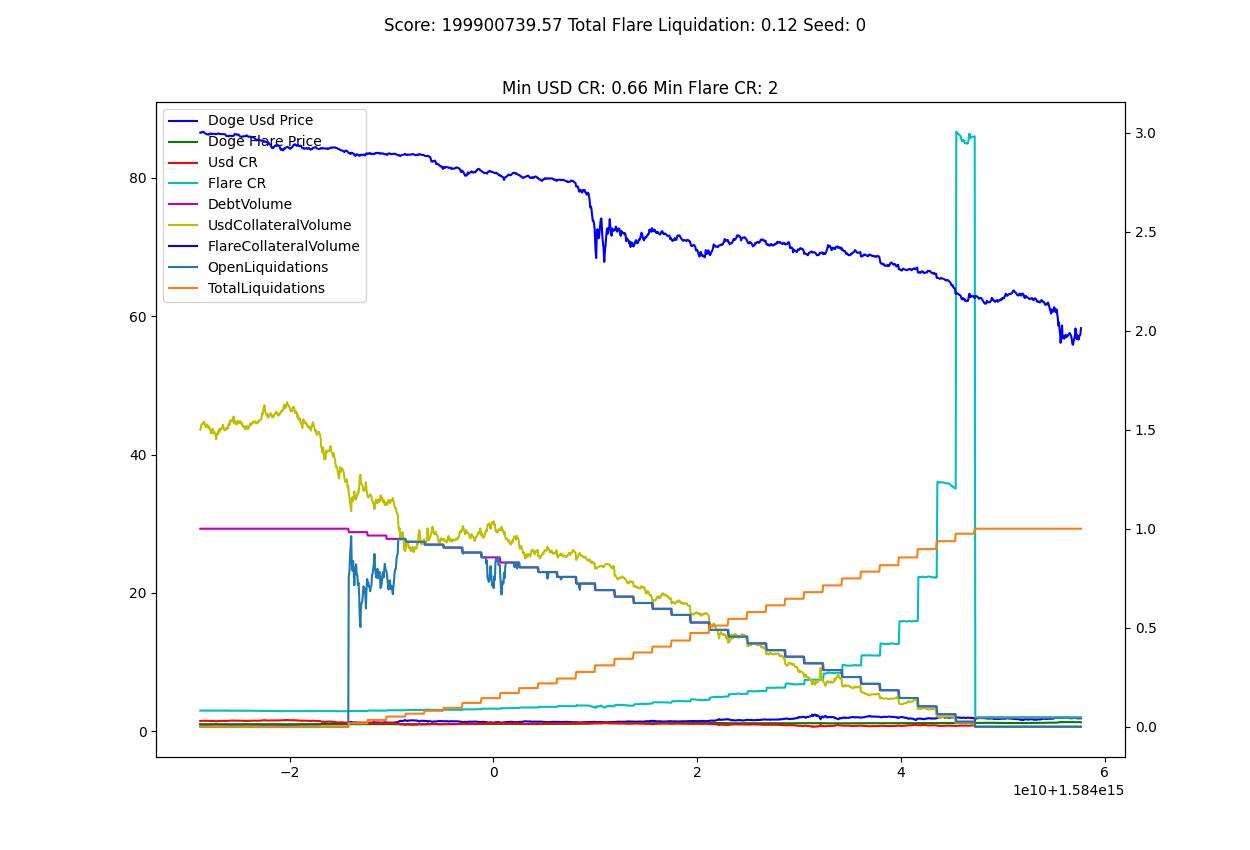 Score: 199900739.57 Total Flare Liquidation: 0.12 Seed: 0
Min USD CR: 0.66 Min Flare CR: 2
Doge Usd Price
Doge Flare Price
Usd CR
Flare CR
DebtVolume
UsdCollateralVolume
FlareCollateralVolume
OpenLiquidations
TotalLiquidations
80
60
40
20
0
3.0
2.5
2.0
1.5
1.0
0.5
0.0
−2
0
2
4
6
1e10+1.584e15